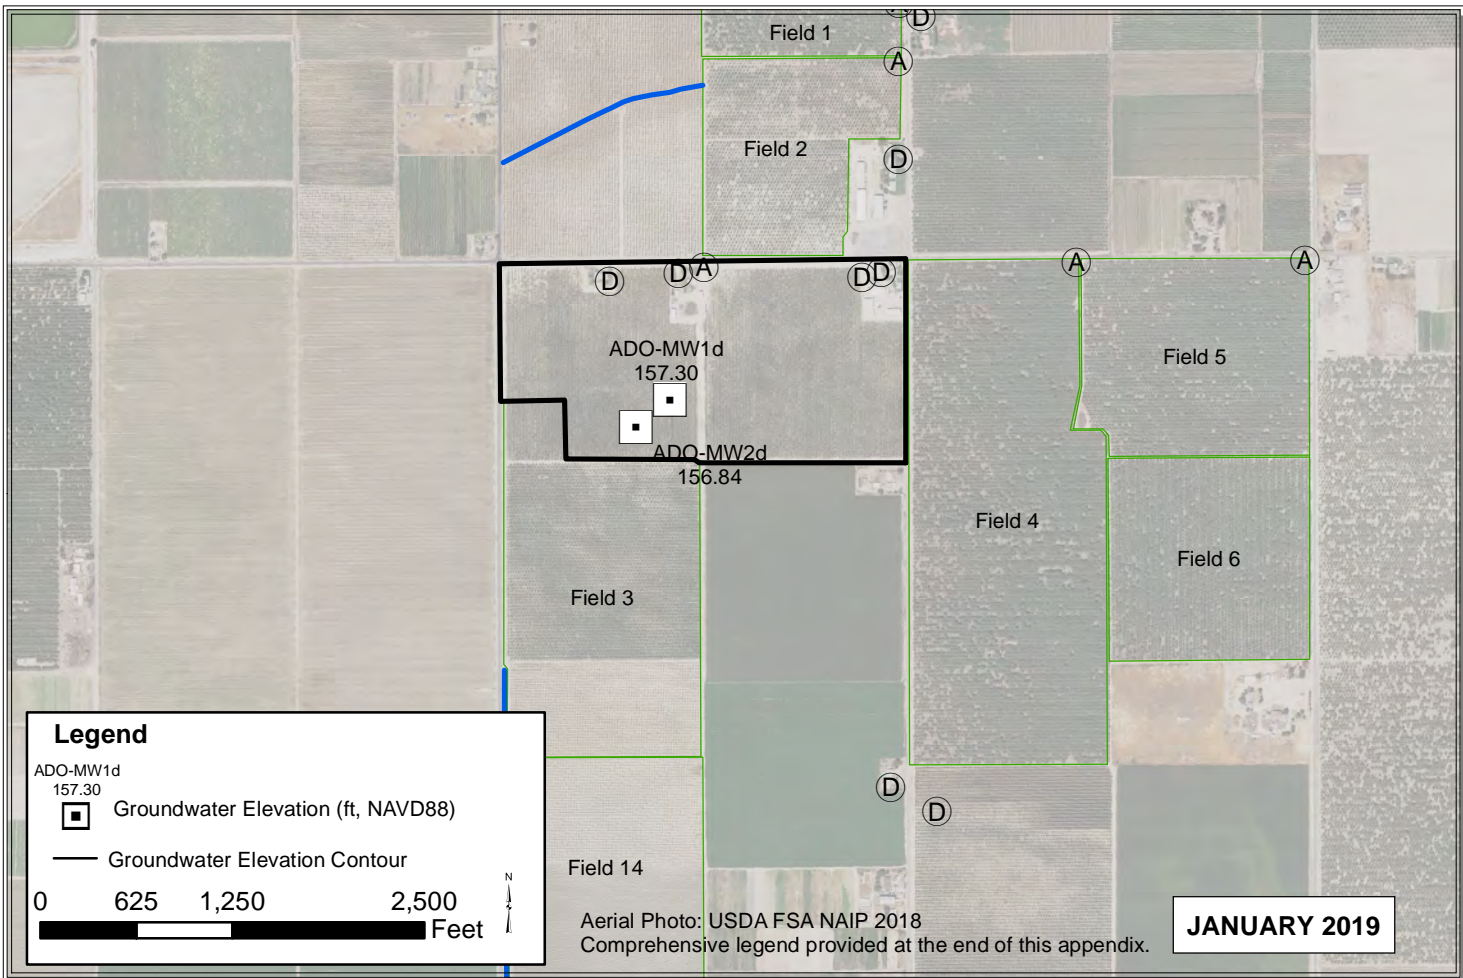 D
Field 1
A
Field 2
D
D
D
A
D
D
A
A
ADO-MW1d
157.30
Field 5
ADO-MW2d
156.84
Field 4
Field 6
Field 3
Legend
ADO-MW1d
157.30
Groundwater Elevation (ft, NAVD88)
Groundwater Elevation Contour
0 625 1,250 2,500
Feet
N
D
D
Field 14
Aerial Photo: USDA FSA NAIP 2018
Comprehensive legend provided at the end of this appendix.
JANUARY 2019